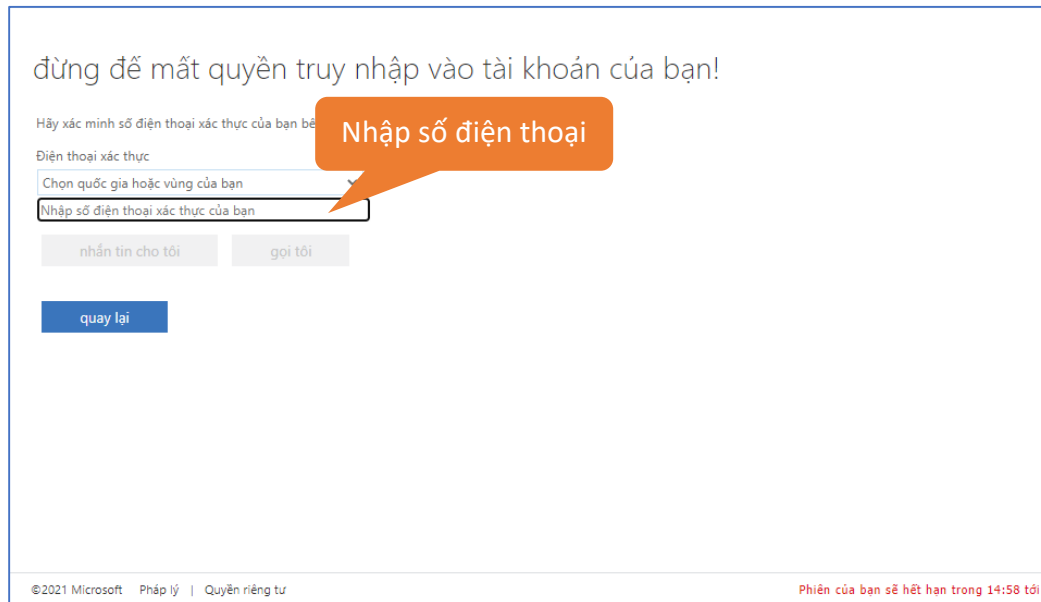 đừng để mất quyền truy nhập vào tài khoản của bạn!
Hãy xác minh số điện thoại xác thực của bạn
Nhập số điện thoại
Điện thoại xác thực
Chọn quốc gia hoặc vùng của bạn
Nhập số điện thoại xác thực của bạn
nhắn tin cho tôi
gọi tôi
quay lại
©2021 Microsoft Pháp lý | Quyền riêng tư
Phiên của bạn sẽ hết hạn trong 14:58 tới